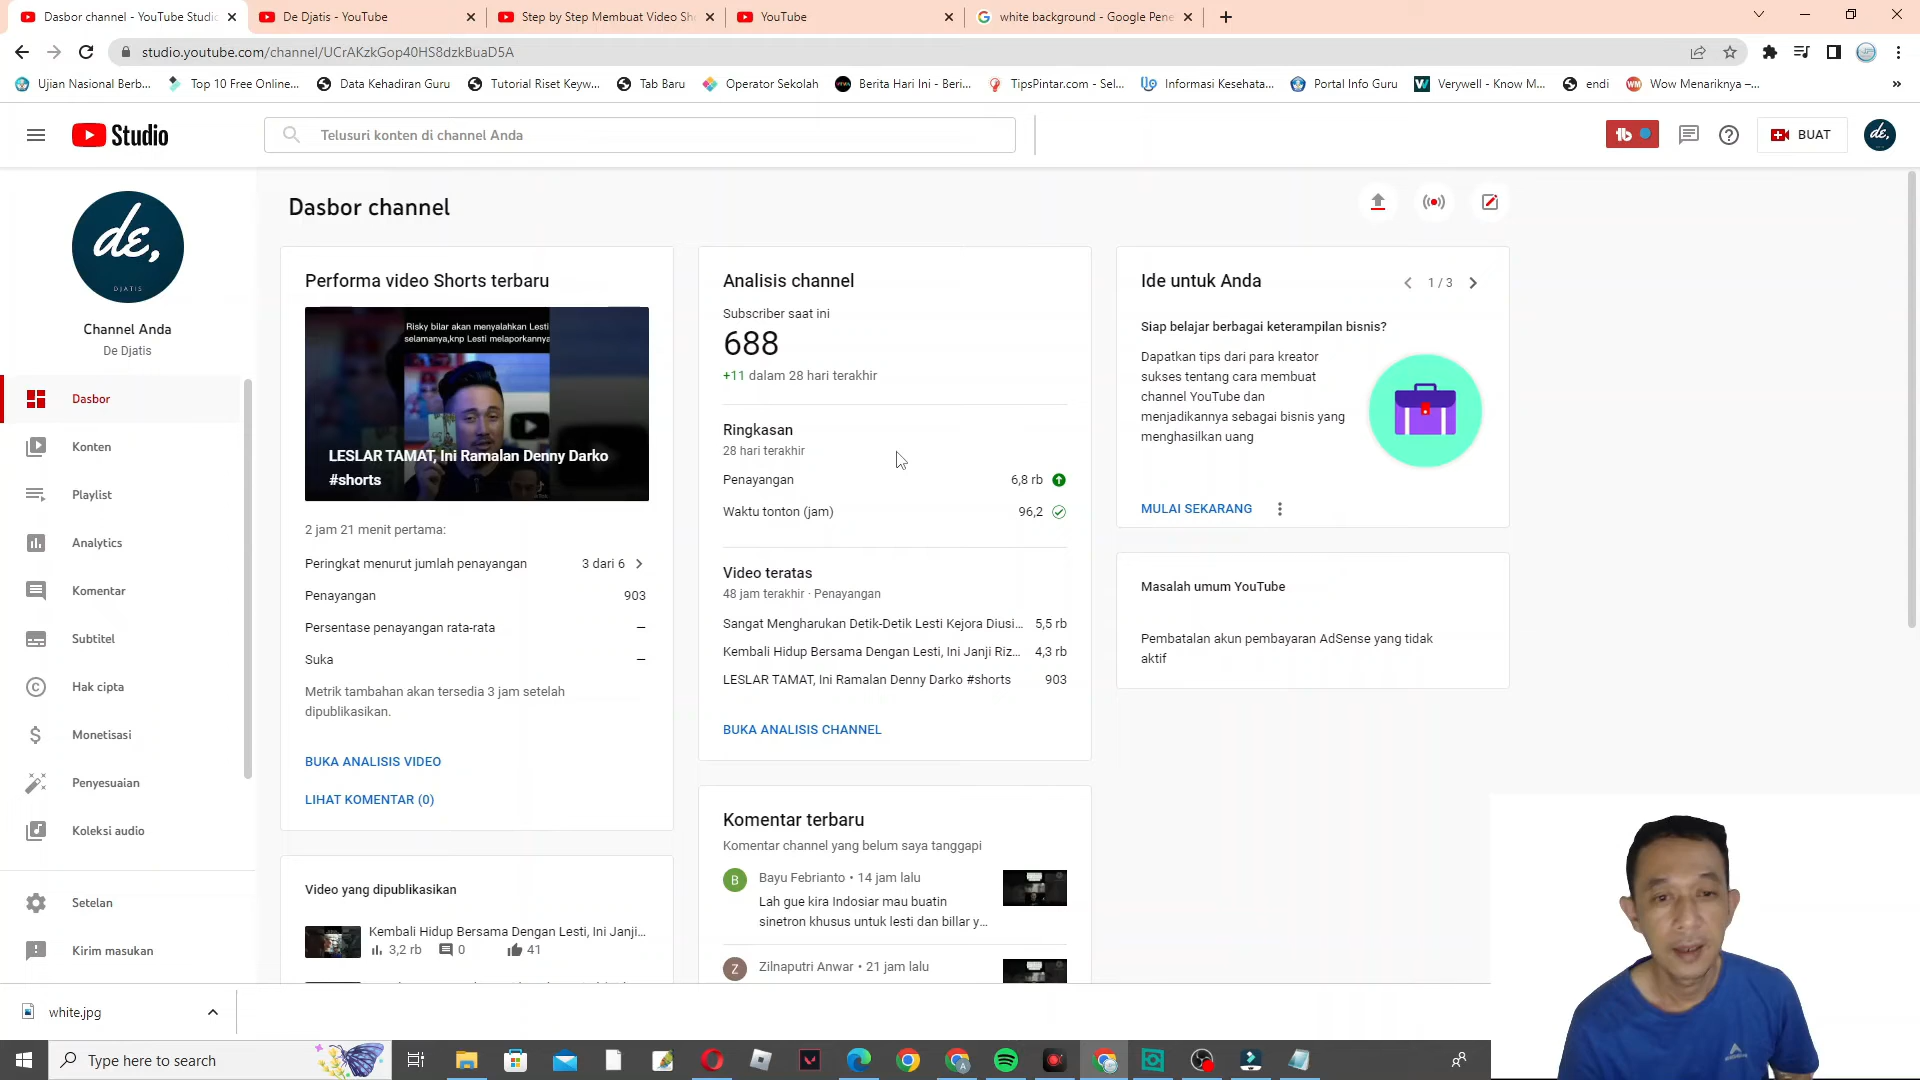 Dasbor channel - YouTube Studio
De Djatis - YouTube
Step by Step Membuat Video Sh
YouTube
white background - Google Pene
studio.youtube.com/channel/UCrAKzkGop40HS8dzkBuaD5A
Ujian Nasional Berb...
Top 10 Free Online...
Data Kehadiran Guru
Tutorial Riset Keyw...
Tab Baru
Operator Sekolah
Berita Hari Ini - Beri...
TipsPintar.com - Sel...
Informasi Kesehata...
Portal Info Guru
Verywell - Know M...
endi
Wow Menariknya –...
»
Studio
Telusuri konten di channel Anda
BUAT
de,
de,
DJATIS
Channel Anda
De Djatis
Dasbor
Konten
Playlist
Analytics
Komentar
Subtitel
Hak cipta
Monetisasi
Penyesuaian
Koleksi audio
Setelan
Kirim masukan
Dasbor channel
Performa video Shorts terbaru
Risky bilar akan menyalahkan Lesti
selamanya,knp Lesti melaporkannya
LESLAR TAMAT, Ini Ramalan Denny Darko
#shorts
2 jam 21 menit pertama:
Peringkat menurut jumlah penayangan 3 dari 6
Penayangan 903
Persentase penayangan rata-rata –
Suka –
Metrik tambahan akan tersedia 3 jam setelah
dipublikasikan.
BUKA ANALISIS VIDEO
LIHAT KOMENTAR (0)
Video yang dipublikasikan
Kembali Hidup Bersama Dengan Lesti, Ini Janji...
3,2 rb 0 41
Analisis channel
Subscriber saat ini
688
+11 dalam 28 hari terakhir
Ringkasan
28 hari terakhir
Penayangan 6,8 rb
Waktu tonton (jam) 96,2
Video teratas
48 jam terakhir · Penayangan
Sangat Mengharukan Detik-Detik Lesti Kejora Diusi... 5,5 rb
Kembali Hidup Bersama Dengan Lesti, Ini Janji Riz... 4,3 rb
LESLAR TAMAT, Ini Ramalan Denny Darko #shorts 903
BUKA ANALISIS CHANNEL
Komentar terbaru
Komentar channel yang belum saya tanggapi
B
Bayu Febrianto • 14 jam lalu
Lah gue kira Indosiar mau buatin
sinetron khusus untuk lesti dan billar y...
Z
Zilnaputri Anwar • 21 jam lalu
Ide untuk Anda
1 / 3
Siap belajar berbagai keterampilan bisnis?
Dapatkan tips dari para kreator
sukses tentang cara membuat
channel YouTube dan
menjadikannya sebagai bisnis yang
menghasilkan uang
MULAI SEKARANG
Masalah umum YouTube
Pembatalan akun pembayaran AdSense yang tidak
aktif
white.jpg
Type here to search